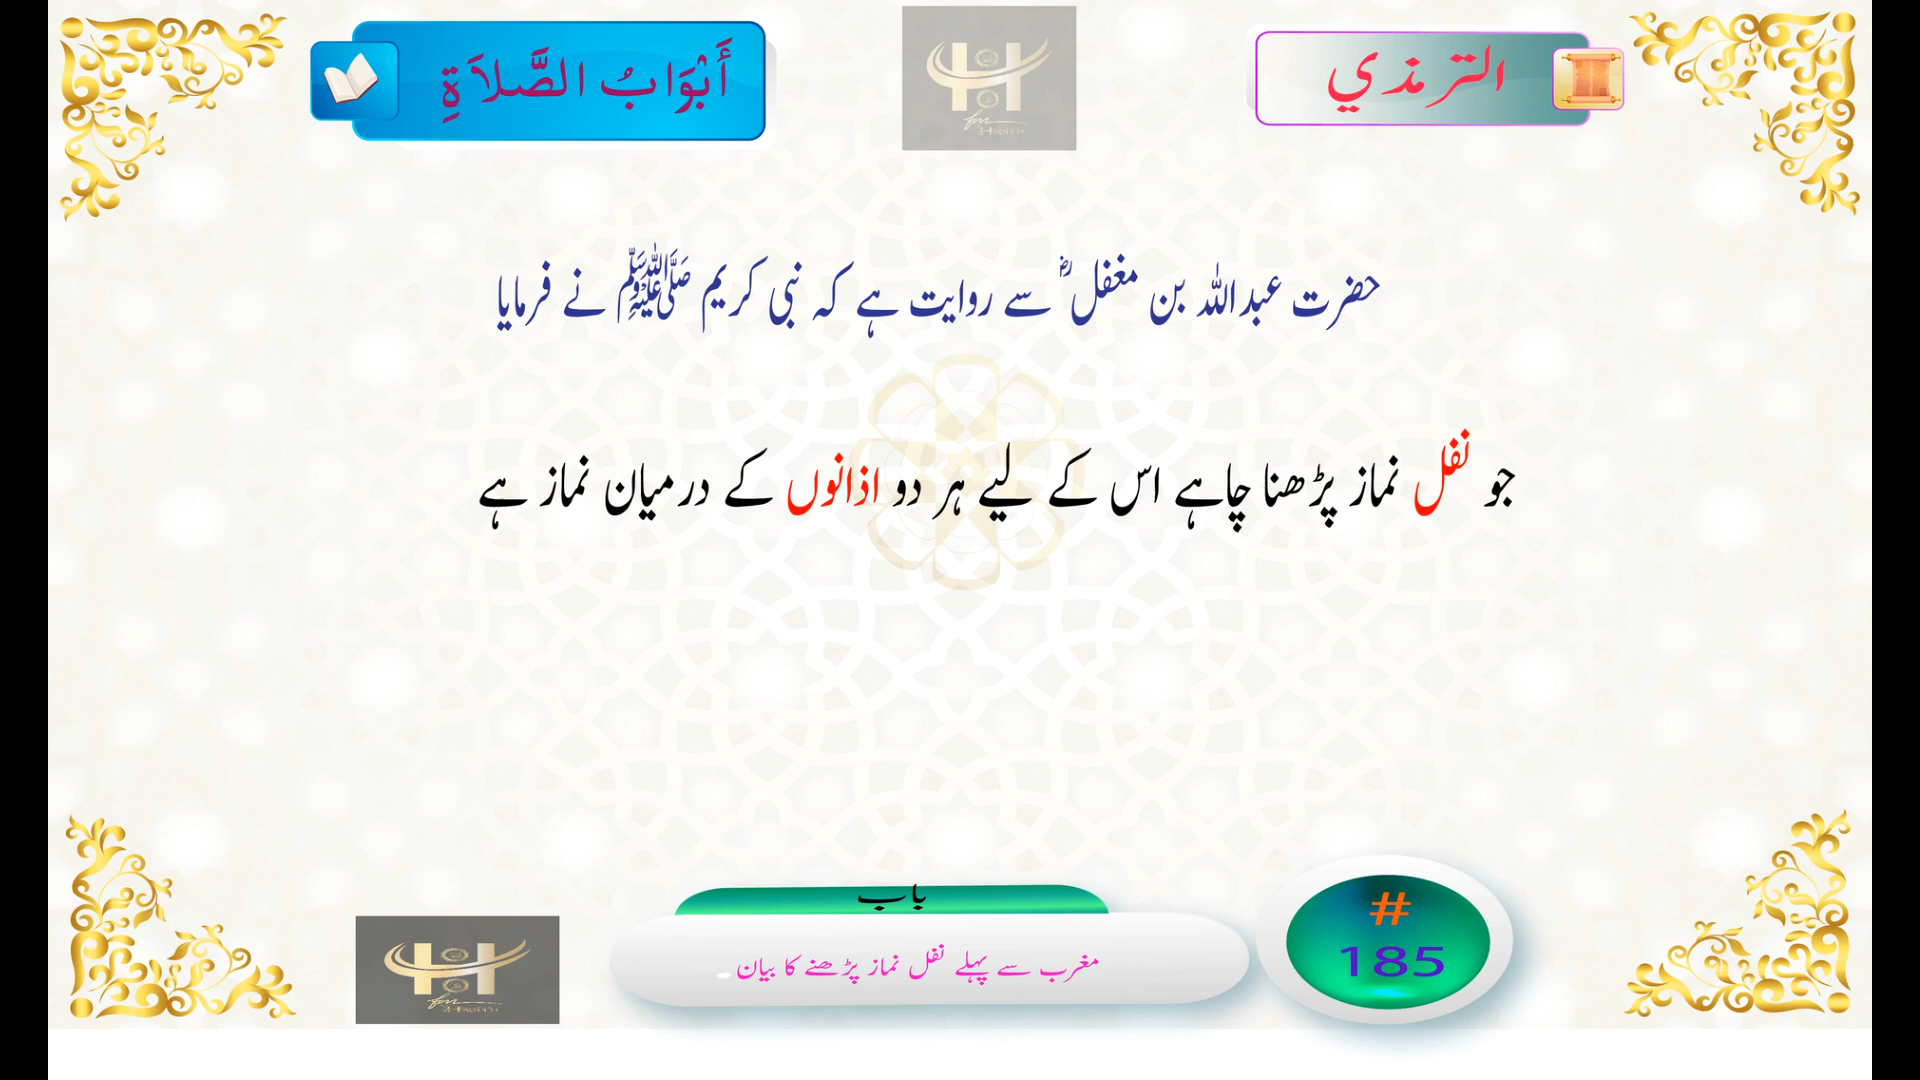 الترمذي
أَبْوَابُ الصَّلاَةِ
حضرت عبداللہ بن مغفلؓ سے روایت ہے کہ نبی کریم ﷺ نے فرمایا
جو نفل نماز پڑھنا چاہے اس کے لیے ہر دو اذانوں کے درمیان نماز ہے
باب
مغرب سے پہلے نفل نماز پڑھنے کا بیان
#
185